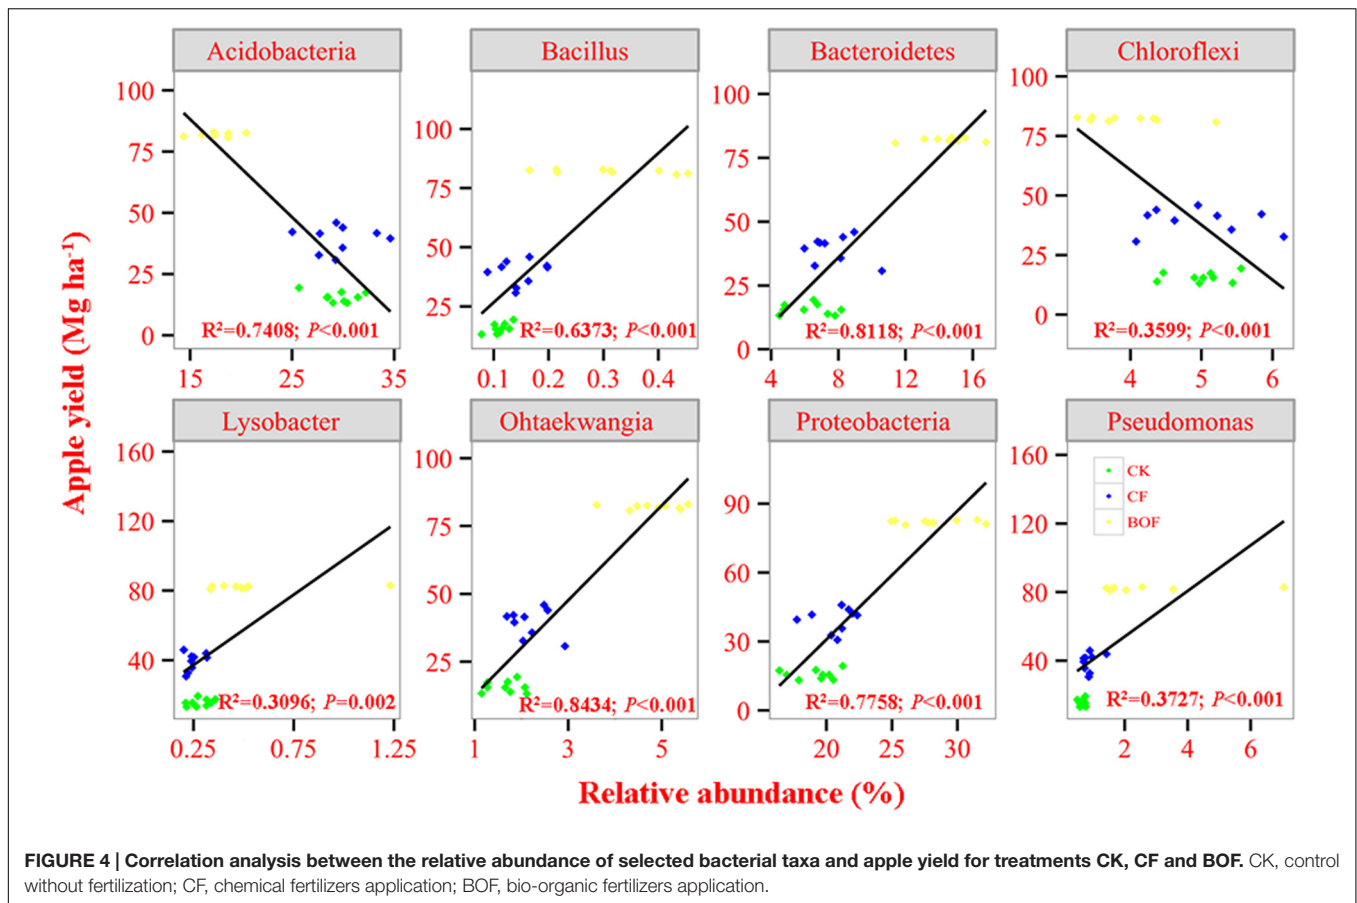 Acidobacteria Bacillus Bacteroidetes Chloroflexi
100
75
50
25
0
R²=0.7408; P<0.001
15 25 35
100
75
50
25
R²=0.6373; P<0.001
0.1 0.2 0.3 0.4
100
75
50
25
0
R²=0.8118; P<0.001
4 8 12 16
100
75
50
25
0
R²=0.3599; P<0.001
4 5 6
Apple yield (Mg ha⁻¹)
Lysobacter Ohtaekwangia Proteobacteria Pseudomonas
160
120
80
40
R²=0.3096; P=0.002
0.25 0.75 1.25
100
75
50
25
R²=0.8434; P<0.001
1 3 5
90
60
30
0
R²=0.7758; P<0.001
20 25 30
160
120
80
40
CK
CF
BOF
R²=0.3727; P<0.001
2 4 6
Relative abundance (%)
FIGURE 4 | Correlation analysis between the relative abundance of selected bacterial taxa and apple yield for treatments CK, CF and BOF. CK, control
without fertilization; CF, chemical fertilizers application; BOF, bio-organic fertilizers application.